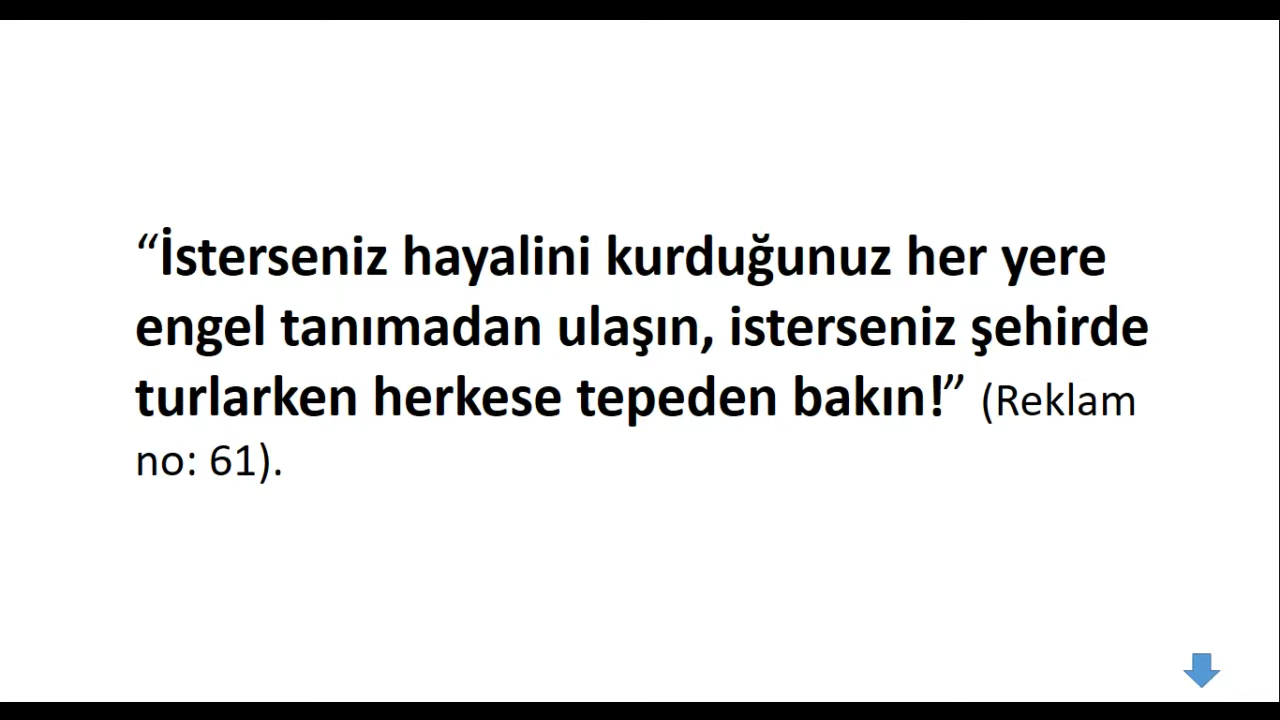 “İsterseniz hayalini kurduğunuz her yere
engel tanımadan ulaşın, isterseniz şehirde
turlarken herkese tepeden bakın!” (Reklam
no: 61).